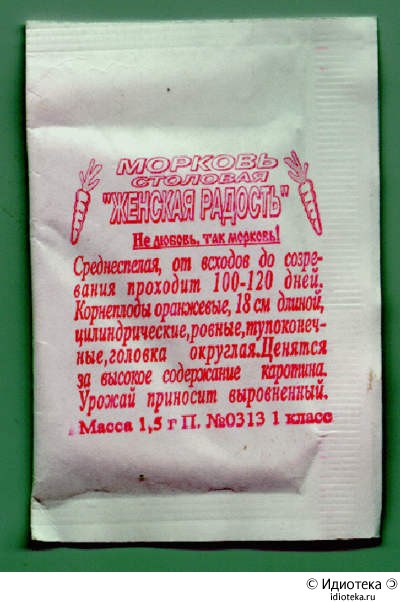 МОРКОВЬ
СТОЛОВАЯ
"ЖЕНСКАЯ РАДОСТЬ"
Не любовь, так морковь!
Среднеспелая, от всходов до созре-
вания проходит 100-120 дней.
Корнеплоды оранжевые, 18 см длиной,
цилиндрические,ровные,тупоконеч-
ные,головка округлая.Ценятся
за высокое содержание каротина.
Урожай приносит выровненный.
Масса 1,5 г П. №0313 1 класс
© Идиотека Э
idioteka.ru